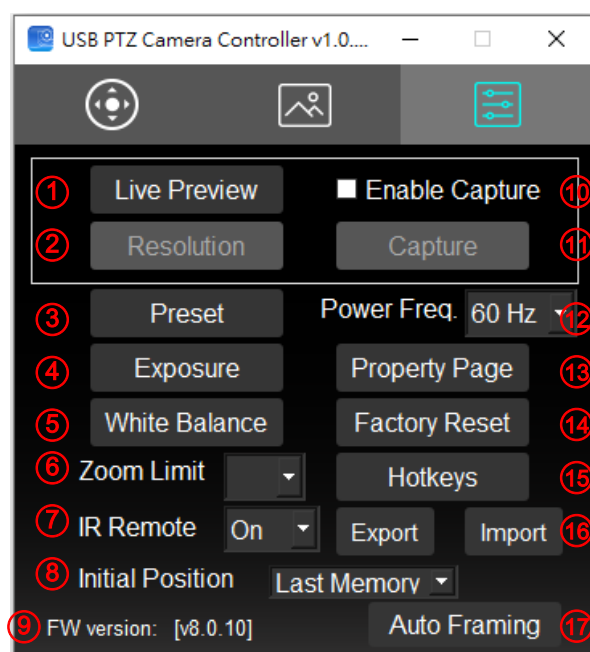 USB PTZ Camera Controller v1.0....
① Live Preview Enable Capture ⑩
② Resolution Capture ⑪
③ Preset Power Freq. 60 Hz ⑫
④ Exposure Property Page ⑬
⑤ White Balance Factory Reset ⑭
⑥ Zoom Limit Hotkeys ⑮
⑦ IR Remote On Export Import ⑯
⑧ Initial Position Last Memory
⑨ FW version: [v8.0.10] Auto Framing ⑰